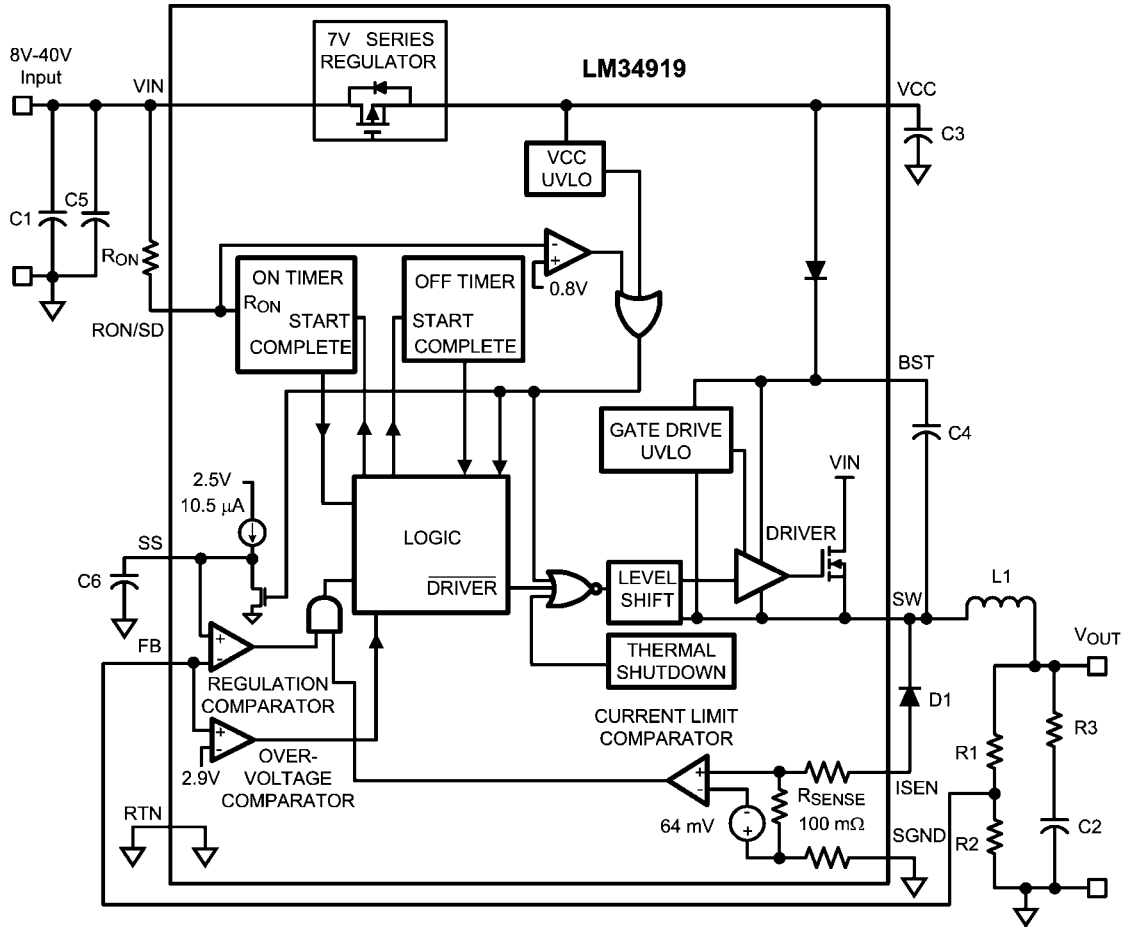 8V-40V
Input
VIN
7V SERIES
REGULATOR
LM34919
VCC
C3
VCC
UVLO
C1
C5
RON
-
+
0.8V
ON TIMER
RON
START
COMPLETE
OFF TIMER
START
COMPLETE
RON/SD
BST
C4
GATE DRIVE
UVLO
VIN
2.5V
10.5 µA
LOGIC
DRIVER
DRIVER
SS
C6
LEVEL
SHIFT
SW
L1
VOUT
FB
+
-
REGULATION
COMPARATOR
THERMAL
SHUTDOWN
D1
R3
+
-
2.9V
OVER-
VOLTAGE
COMPARATOR
CURRENT LIMIT
COMPARATOR
+
-
R1
ISEN
RSENSE
100 mΩ
64 mV
-
+
RTN
SGND
R2
C2